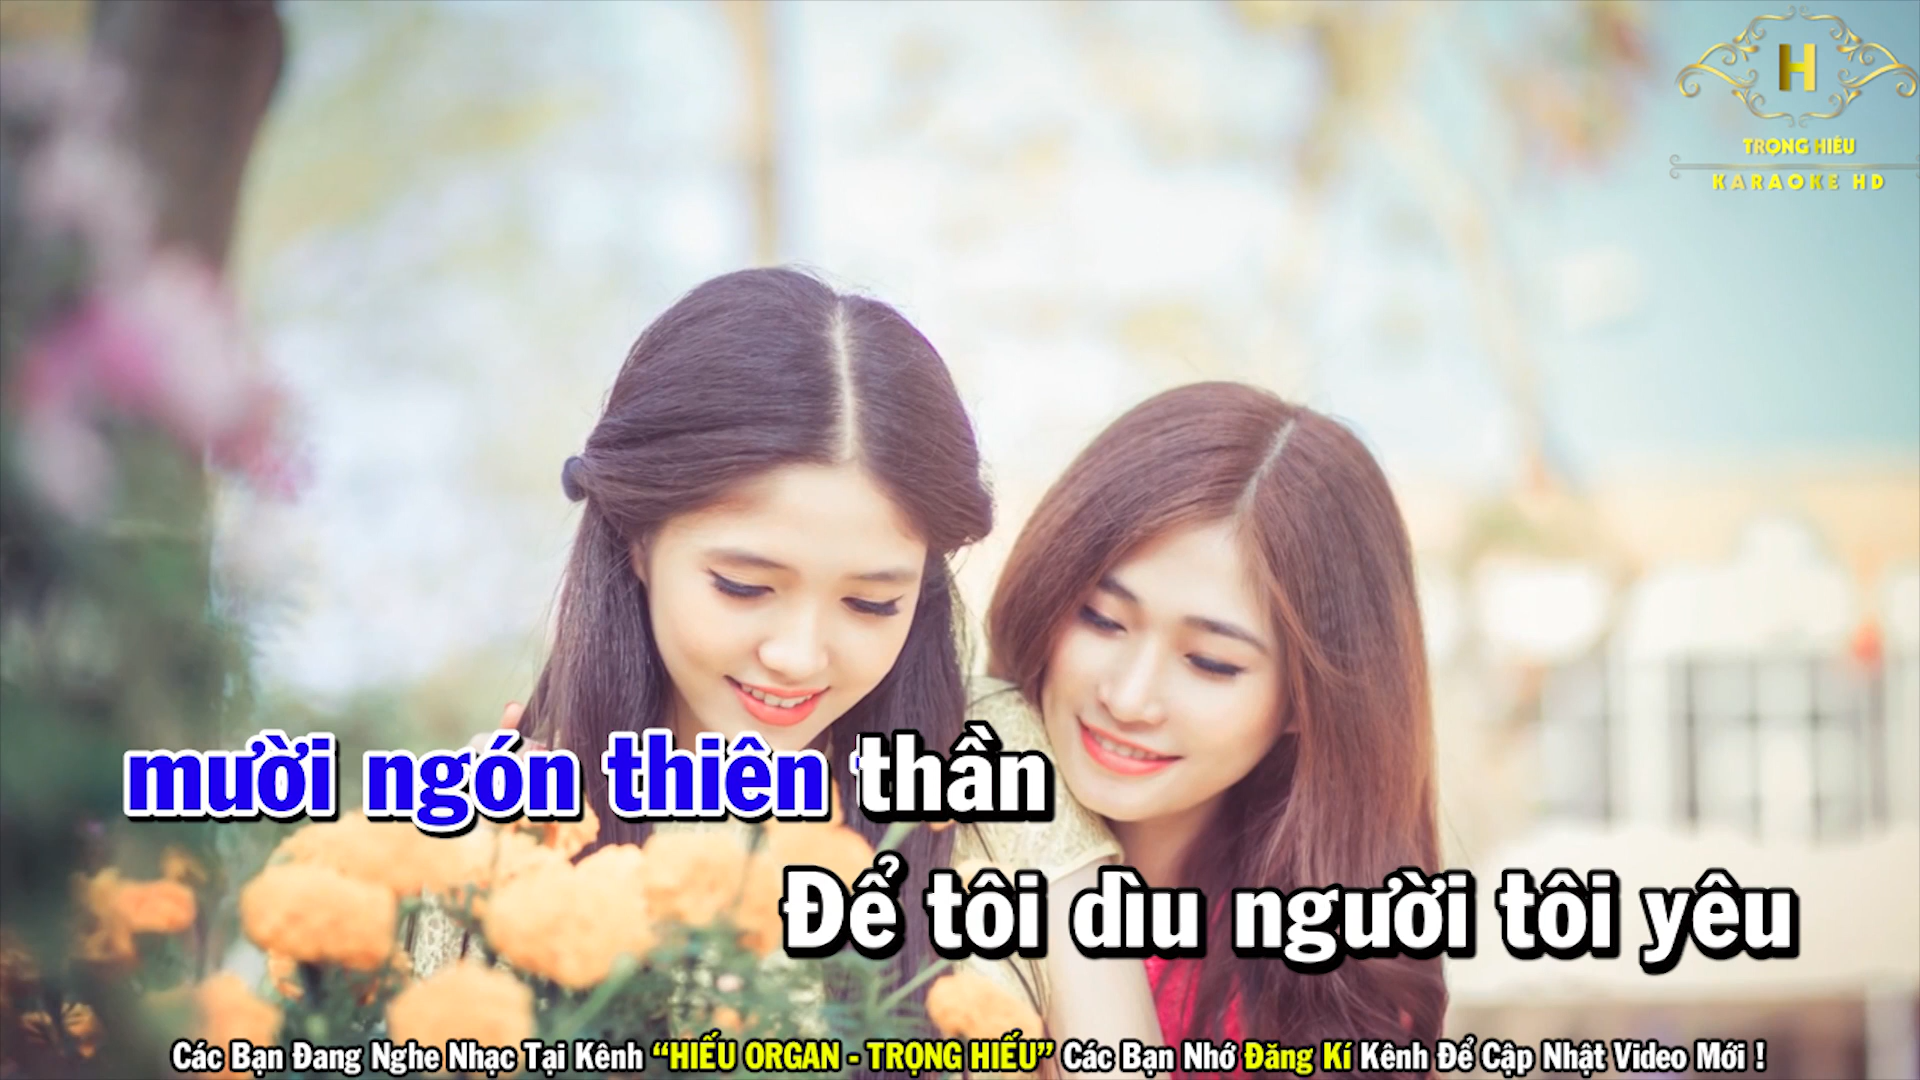 H
TRỌNG HIẾU
KARAOKE HD
mười ngón thiên thần
Để tôi dìu người tôi yêu
Các Bạn Đang Nghe Nhạc Tại Kênh “HIẾU ORGAN - TRỌNG HIẾU” Các Bạn Nhớ Đăng Kí Kênh Để Cập Nhật Video Mới !